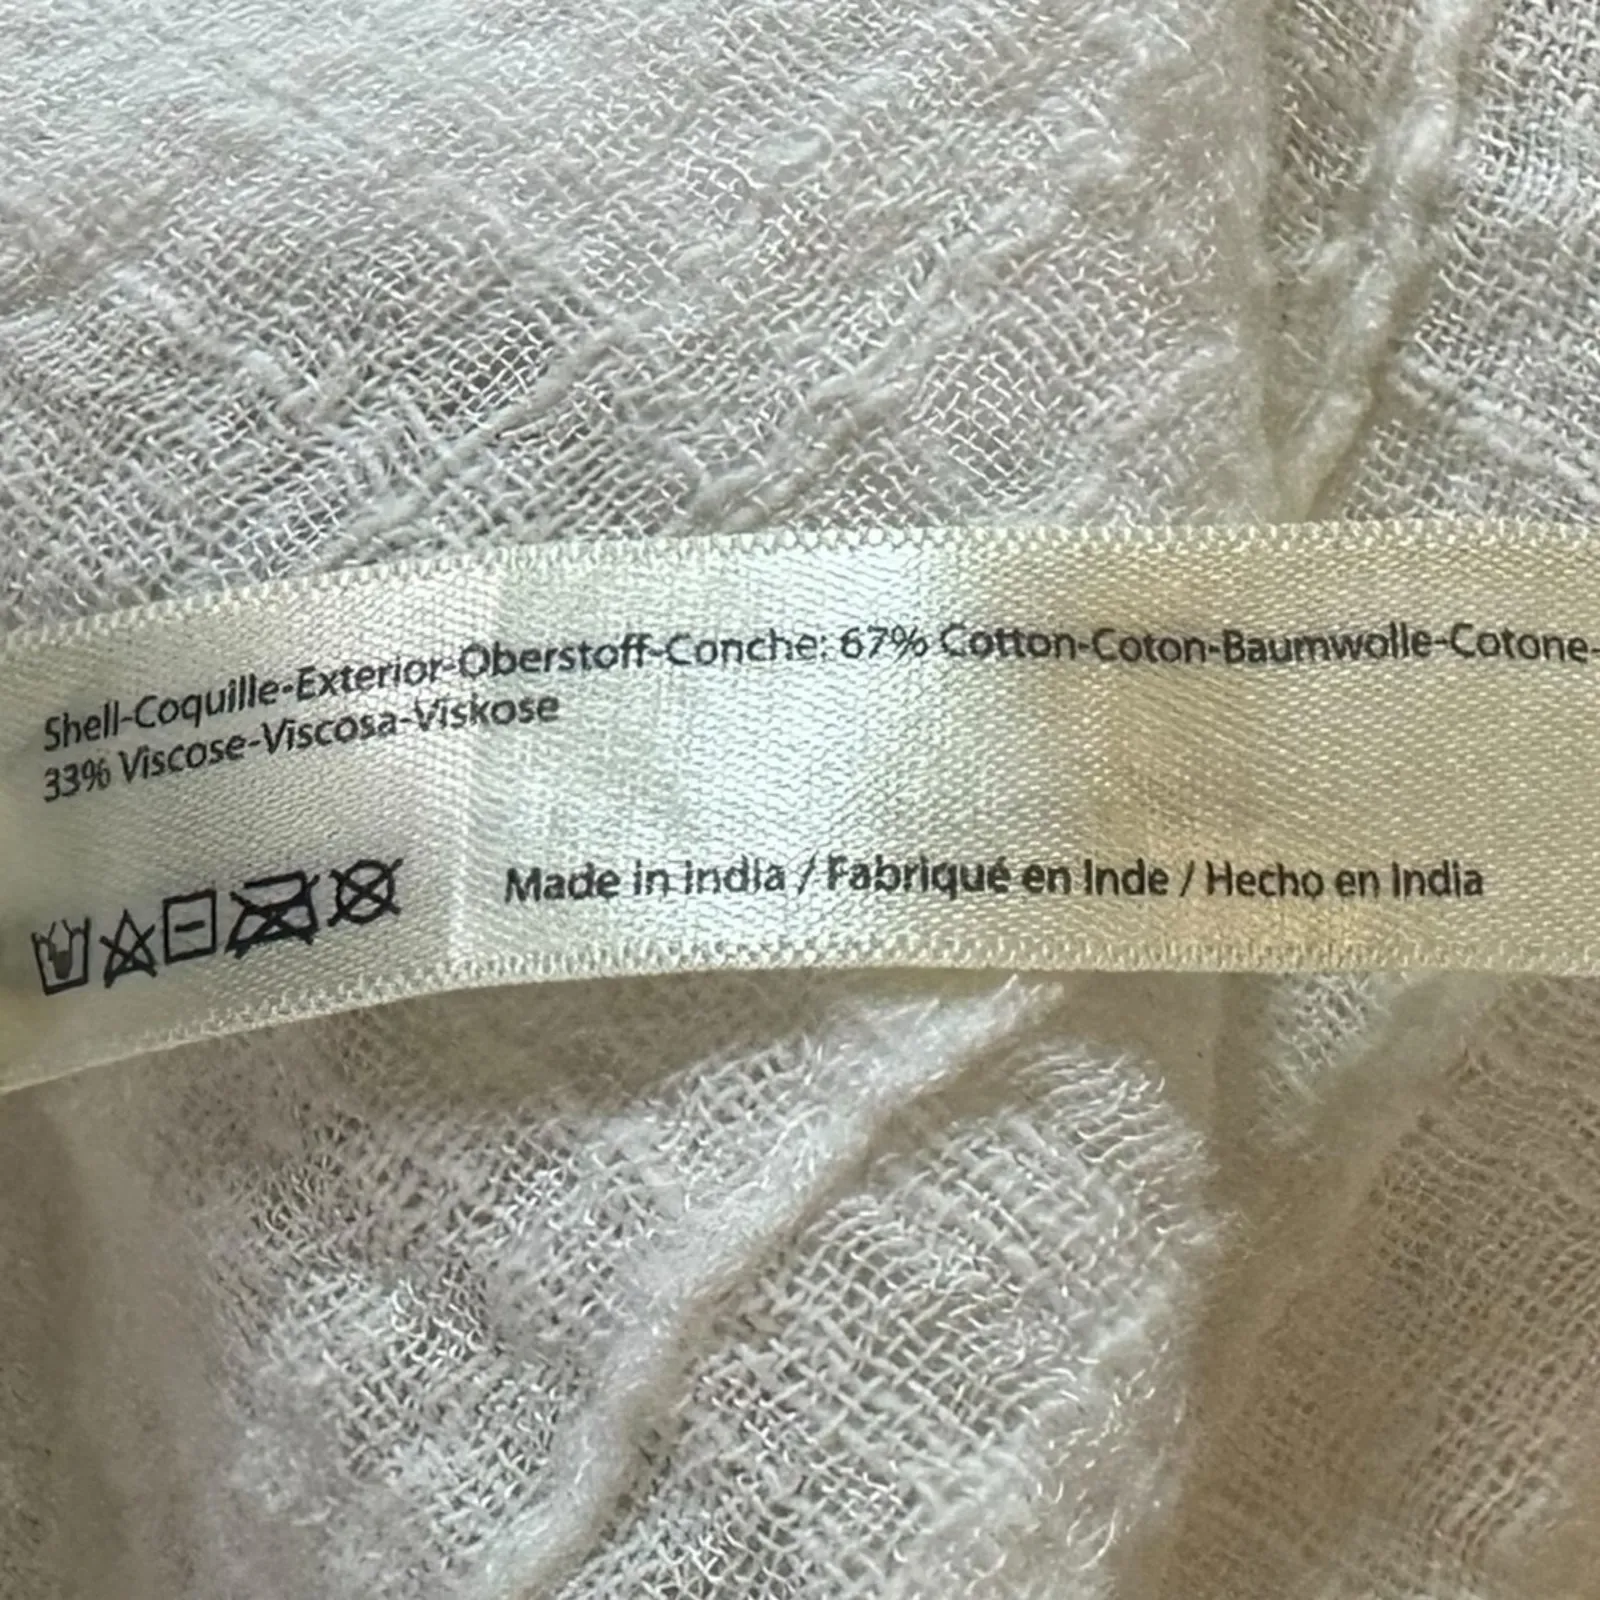 Shell-Coquille-Exterior-Oberstoff-Conche: 67% Cotton-Coton-Baumwolle-Cotone-
33% Viscose-Viscosa-Viskose
Made in India / Fabriqué en Inde / Hecho en India